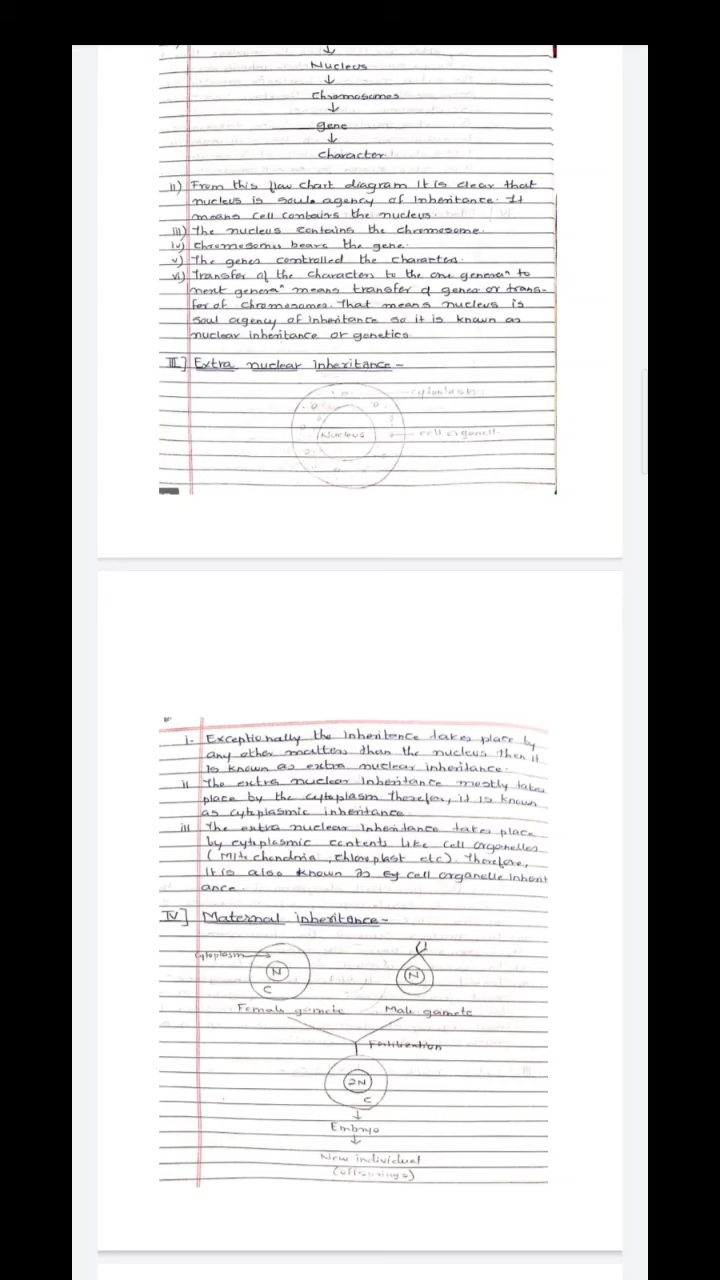 ↓
Nucleus
↓
Chromosomes
↓
gene
↓
Character
ii) From this flow chart diagram It is clear that
nucleus is soul agency of Inheritance. It
means cell contains the nucleus.
iii) The nucleus contains the chromosome.
iv) Chromosomes bears the gene.
v) The genes controlled the characters.
vi) Transfer of the characters to the one generaⁿ to
next generaⁿ means transfer of genes or trans-
fer of chromosomes. That means nucleus is
soul agency of Inheritance so it is known as
nuclear inheritance or genetics.
III] Extra nuclear inheritance -
cytoplasm
Nucleus
cell organell.
i- Exceptionally the inheritence takes place by
any other matters than the nucleus then it
Is known as extra nuclear inheritance.
ii The extra nuclear Inheritance mostly takes
place by the cytoplasm therefor, it is known
as cytoplasmic inheritance.
iii The extra nuclear Inheritance takes place
by cytoplasmic contents like cell organelles
(Mitochondria, chloroplast etc). Therefore,
It is also known as cell organelle Inherit
ance.
IV] Maternal inheritance -
Cytoplasm
N
N
C
Female gamete Male gamete
Fertilization
2N
C
↓
Embryo
↓
New individual
(offsprings)